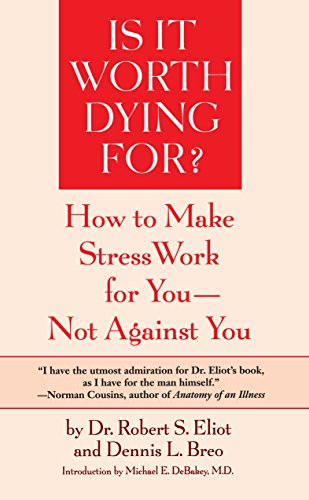 IS IT
WORTH
DYING
FOR?
How to Make
Stress Work
for You—
Not Against You
“I have the utmost admiration for Dr. Eliot's book,
as I have for the man himself.”
—Norman Cousins, author of Anatomy of an Illness
by Dr. Robert S. Eliot
and Dennis L. Breo
Introduction by Michael E. DeBakey, M.D.